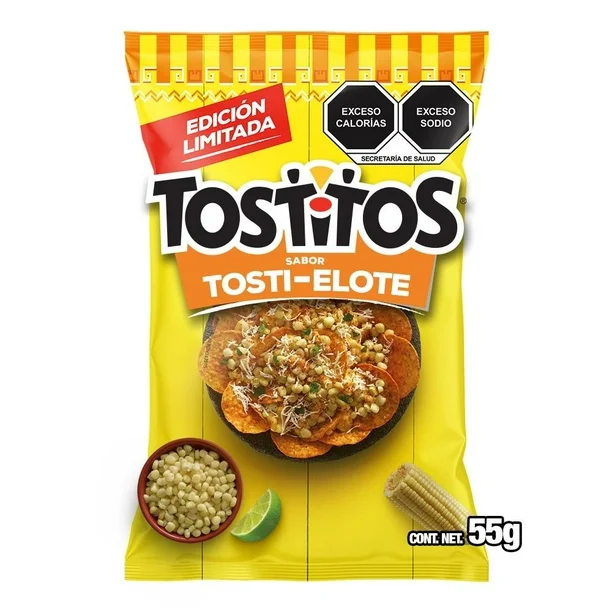 EDICIÓN
LIMITADA
EXCESO
CALORÍAS
EXCESO
SODIO
SECRETARÍA DE SALUD
TOSTITOS®
SABOR
TOSTI-ELOTE
CONT. NET. 55g